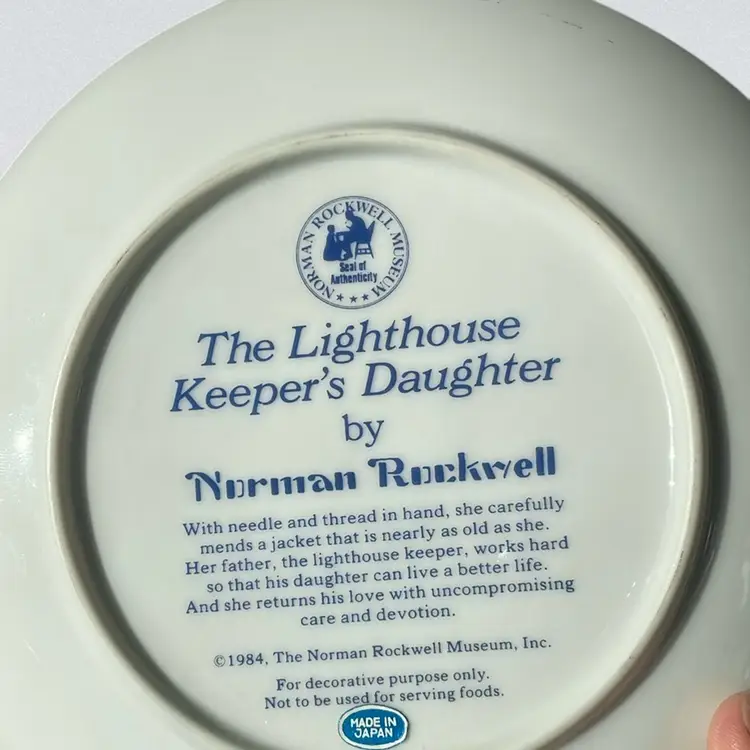 NORMAN ROCKWELL MUSEUM
Seal of
Authenticity
The Lighthouse
Keeper's Daughter
by
Norman Rockwell
With needle and thread in hand, she carefully
mends a jacket that is nearly as old as she.
Her father, the lighthouse keeper, works hard
so that his daughter can live a better life.
And she returns his love with uncompromising
care and devotion.
©1984, The Norman Rockwell Museum, Inc.
For decorative purpose only.
Not to be used for serving foods.
MADE IN
JAPAN